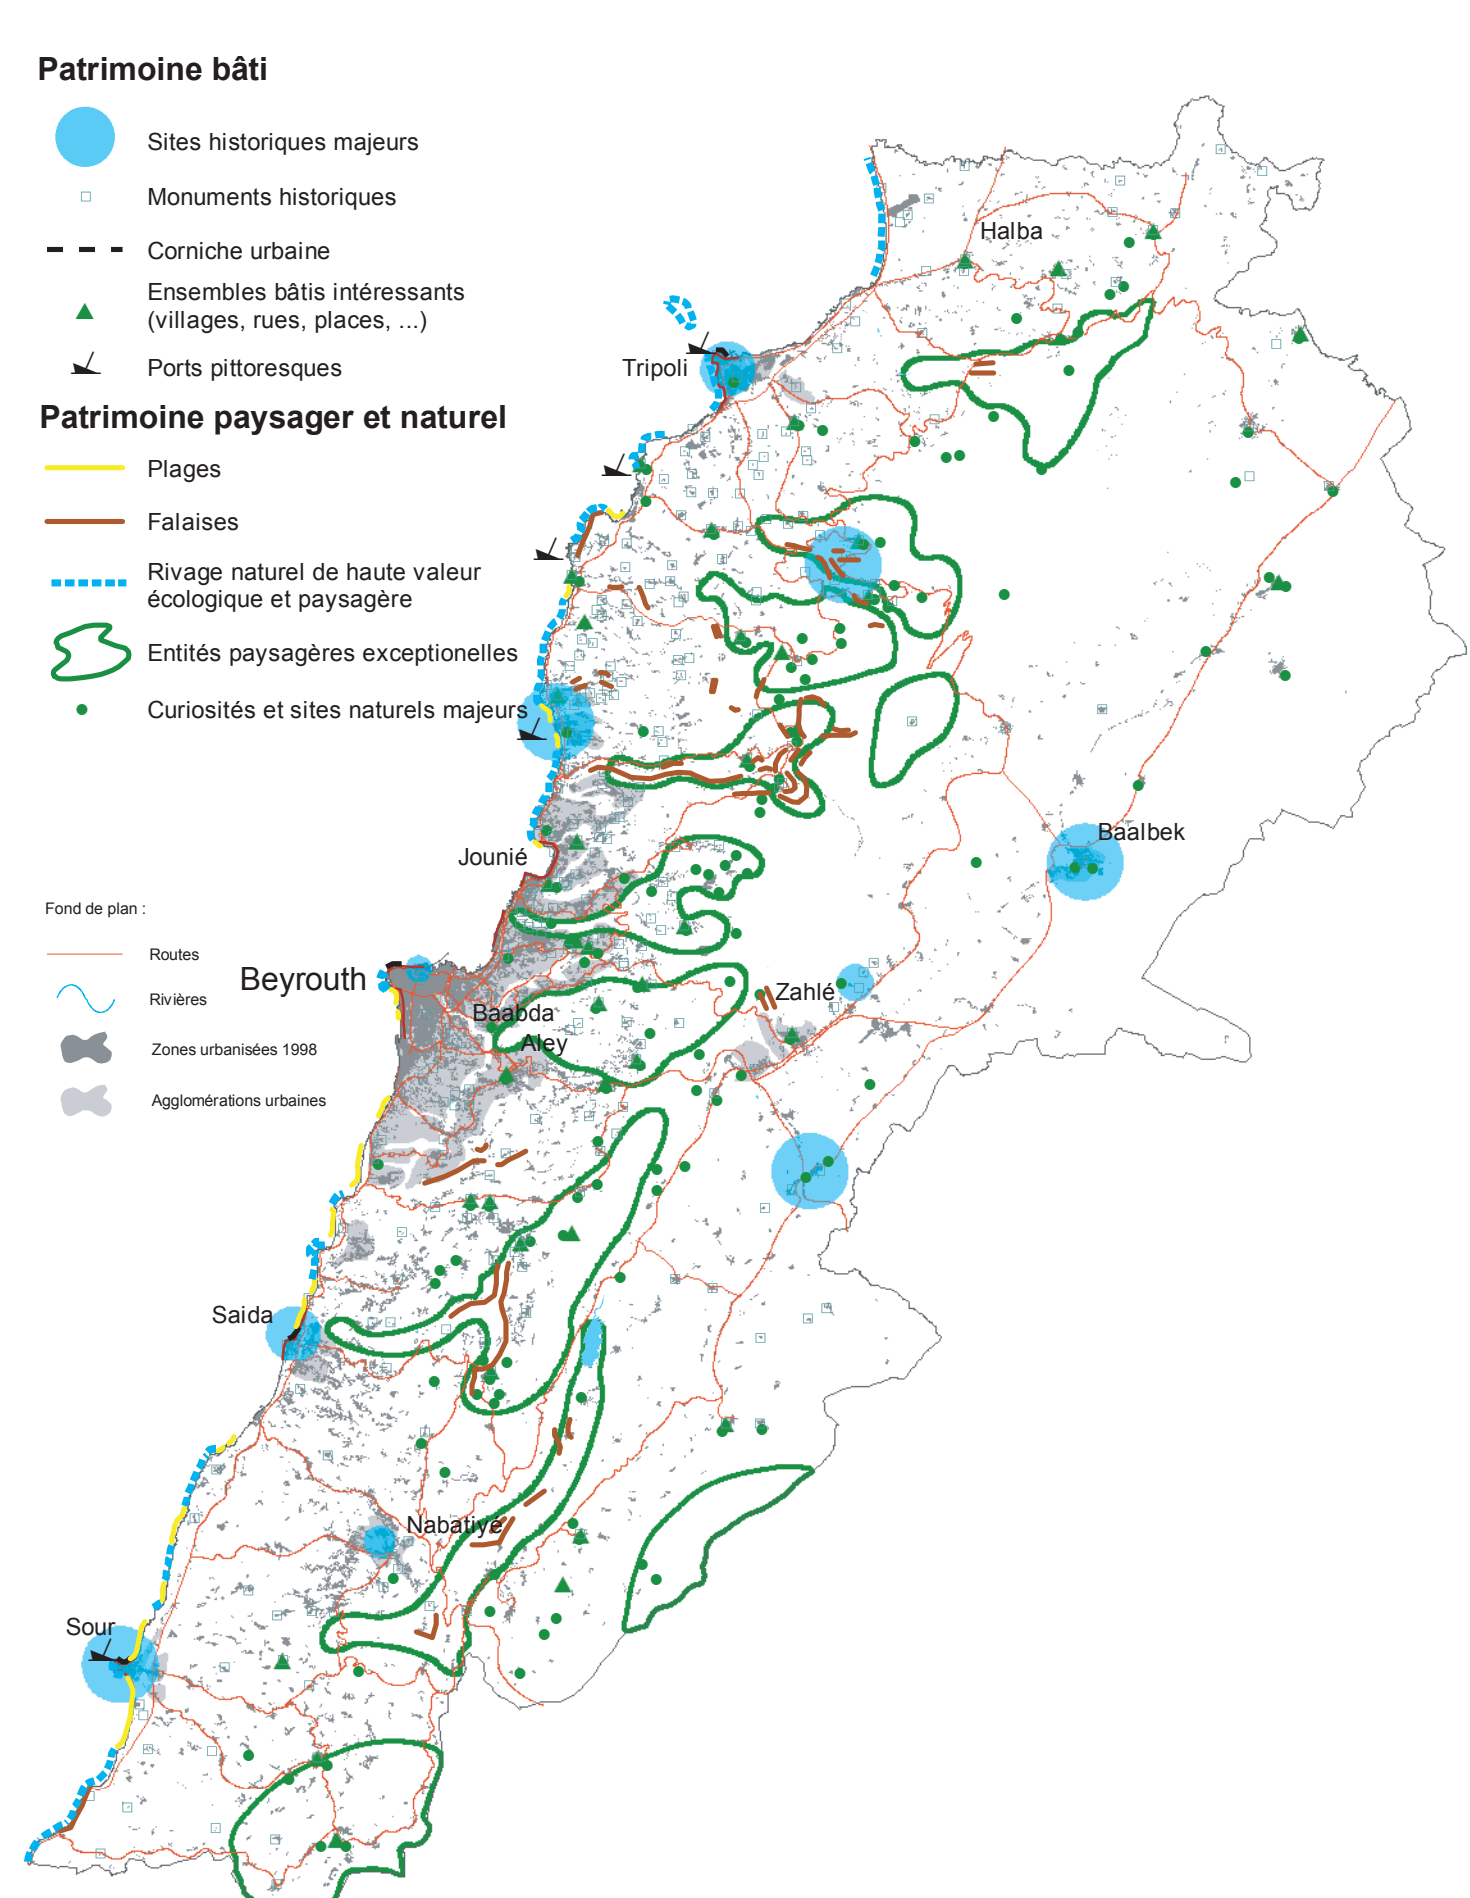 Patrimoine bâti
Sites historiques majeurs
Monuments historiques
Corniche urbaine
Ensembles bâtis intéressants
(villages, rues, places, ...)
Ports pittoresques
Patrimoine paysager et naturel
Plages
Falaises
Rivage naturel de haute valeur
écologique et paysagère
Entités paysagères exceptionelles
Curiosités et sites naturels majeurs
Fond de plan :
Routes
Rivières
Zones urbanisées 1998
Agglomérations urbaines
Halba
Tripoli
Baalbek
Jounié
Beyrouth
Zahlé
Baabda
Aley
Saida
Nabatiyé
Sour